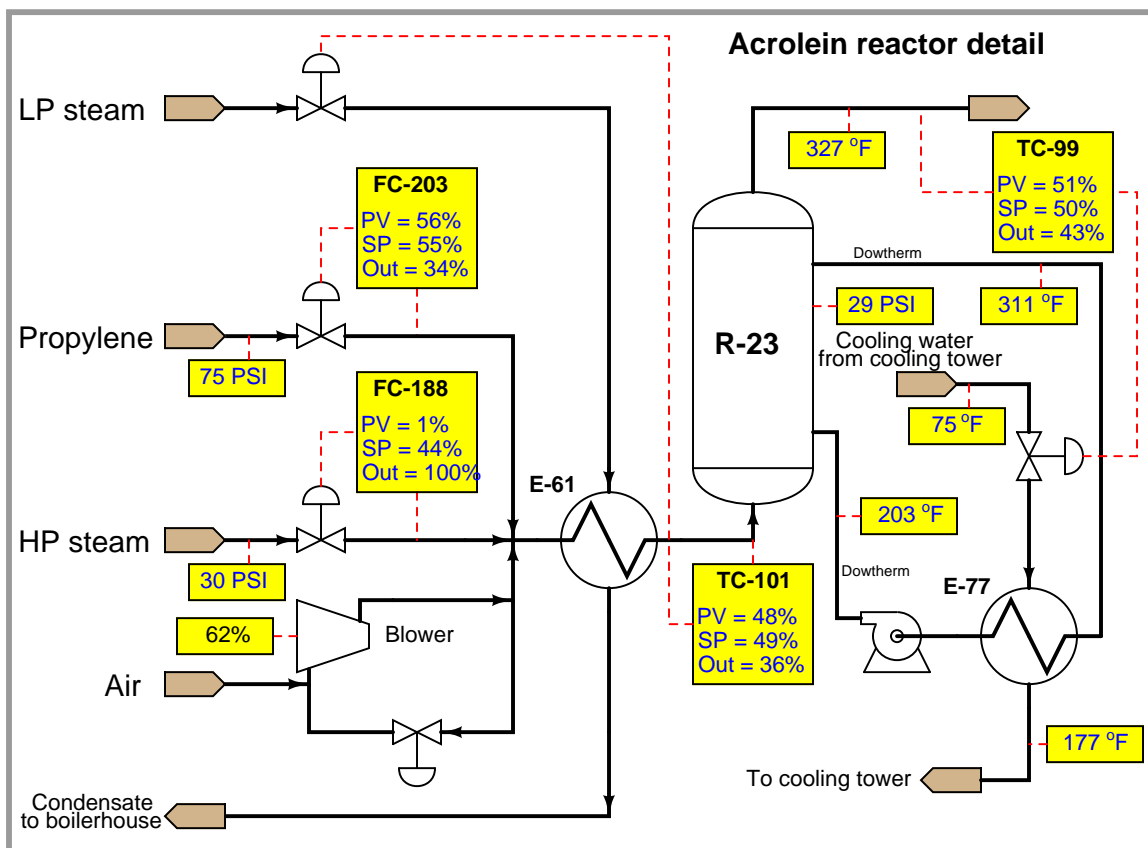 Acrolein reactor detail
LP steam
327 °F
TC-99
PV = 51%
SP = 50%
Out = 43%
FC-203
PV = 56%
SP = 55%
Out = 34%
Dowtherm
311 °F
29 PSI
Propylene
75 PSI
R-23
Cooling water
from cooling tower
75 °F
FC-188
PV = 1%
SP = 44%
Out = 100%
E-61
203 °F
HP steam
30 PSI
TC-101
PV = 48%
SP = 49%
Out = 36%
Dowtherm
E-77
62%
Blower
Air
177 °F
To cooling tower
Condensate
to boilerhouse